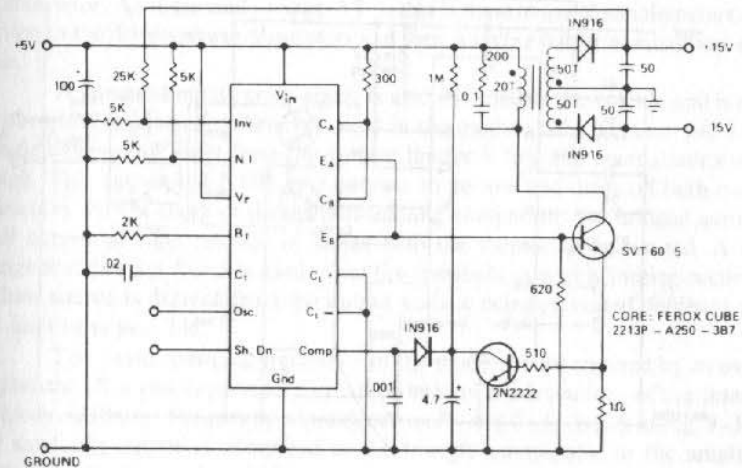 +5V
100
25K
5K
5K
5K
2K
.02
Osc.
Sh. Dn.
GROUND
Vin
Inv
N.I.
Vr
RT
CT
Gnd
CA
EA
CB
EB
CL
CL -
Comp
300
1M
0.1
200
20T
50T
50T
IN916
IN916
50
+15V
-15V
SVT 60 5
620
CORE: FEROX CUBE
2213P - A250 - 3B7
IN916
.001
4.7
2N2222
510
1Ω